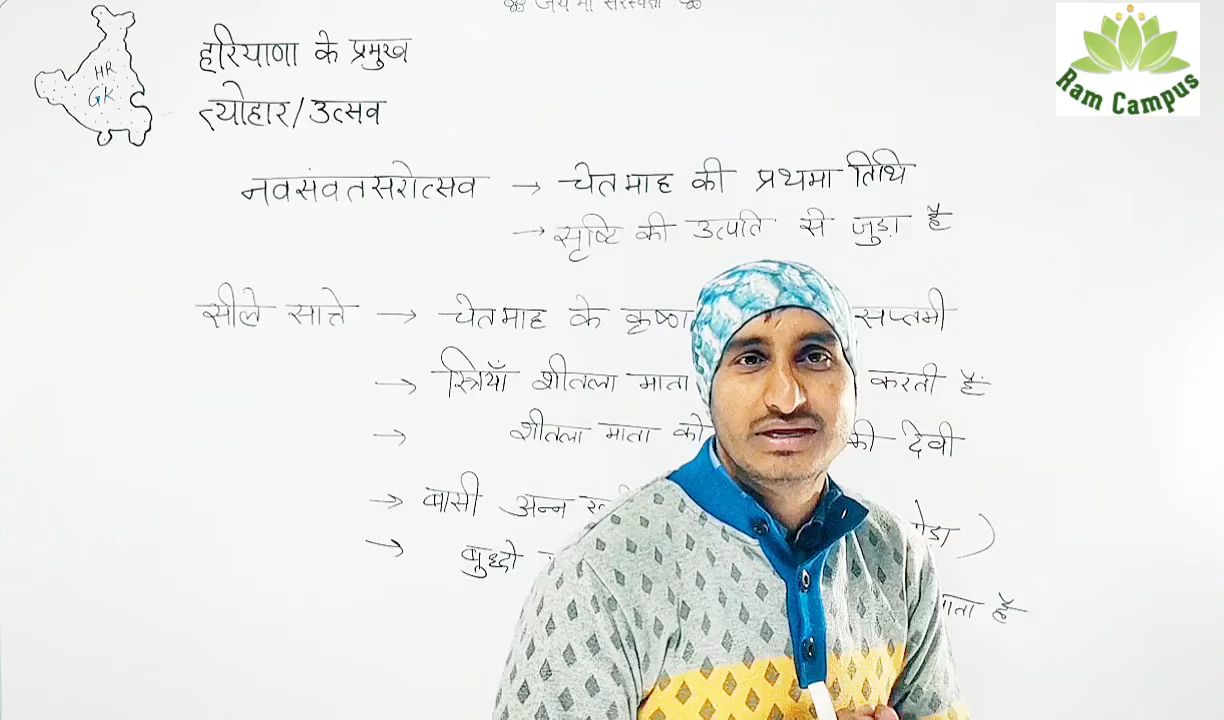 जय माँ सरस्वती
HR
GK
हरियाणा के प्रमुख
त्योहार/उत्सव
Ram Campus
नवसंवतसरोत्सव → चेतमाह की प्रथमा तिथि
→ सृष्टि की उत्पति से जुड़ा है
सीले साते → चेतमाह के कृष्ण सप्तमी
→ स्त्रियाँ शीतला माता करती हैं
→ शीतला माता को की देवी
→ बासी अन्न
→